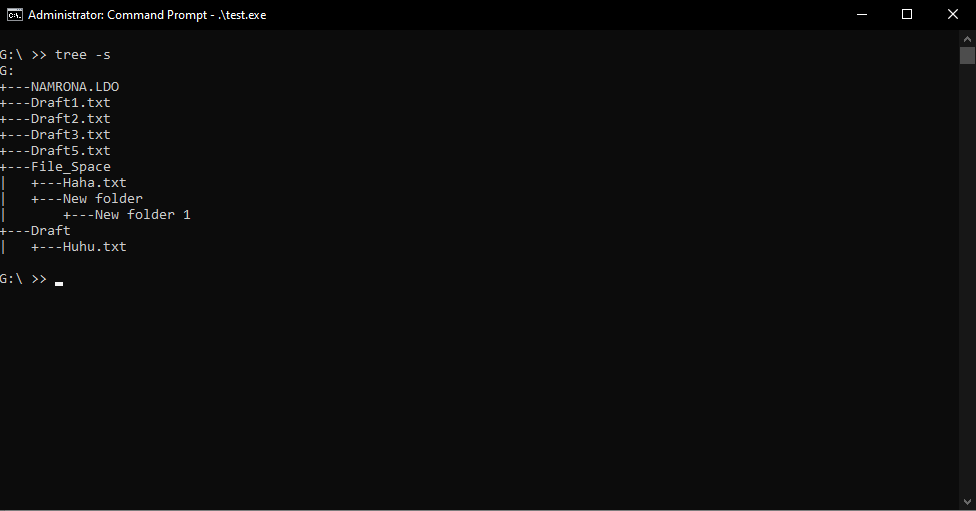 Administrator: Command Prompt - .\test.exe
G:\ >> tree -s
G:
+---NAMRONA.LDO
+---Draft1.txt
+---Draft2.txt
+---Draft3.txt
+---Draft5.txt
+---File_Space
|   +---Haha.txt
|   +---New folder
|       +---New folder 1
+---Draft
|   +---Huhu.txt
G:\ >>